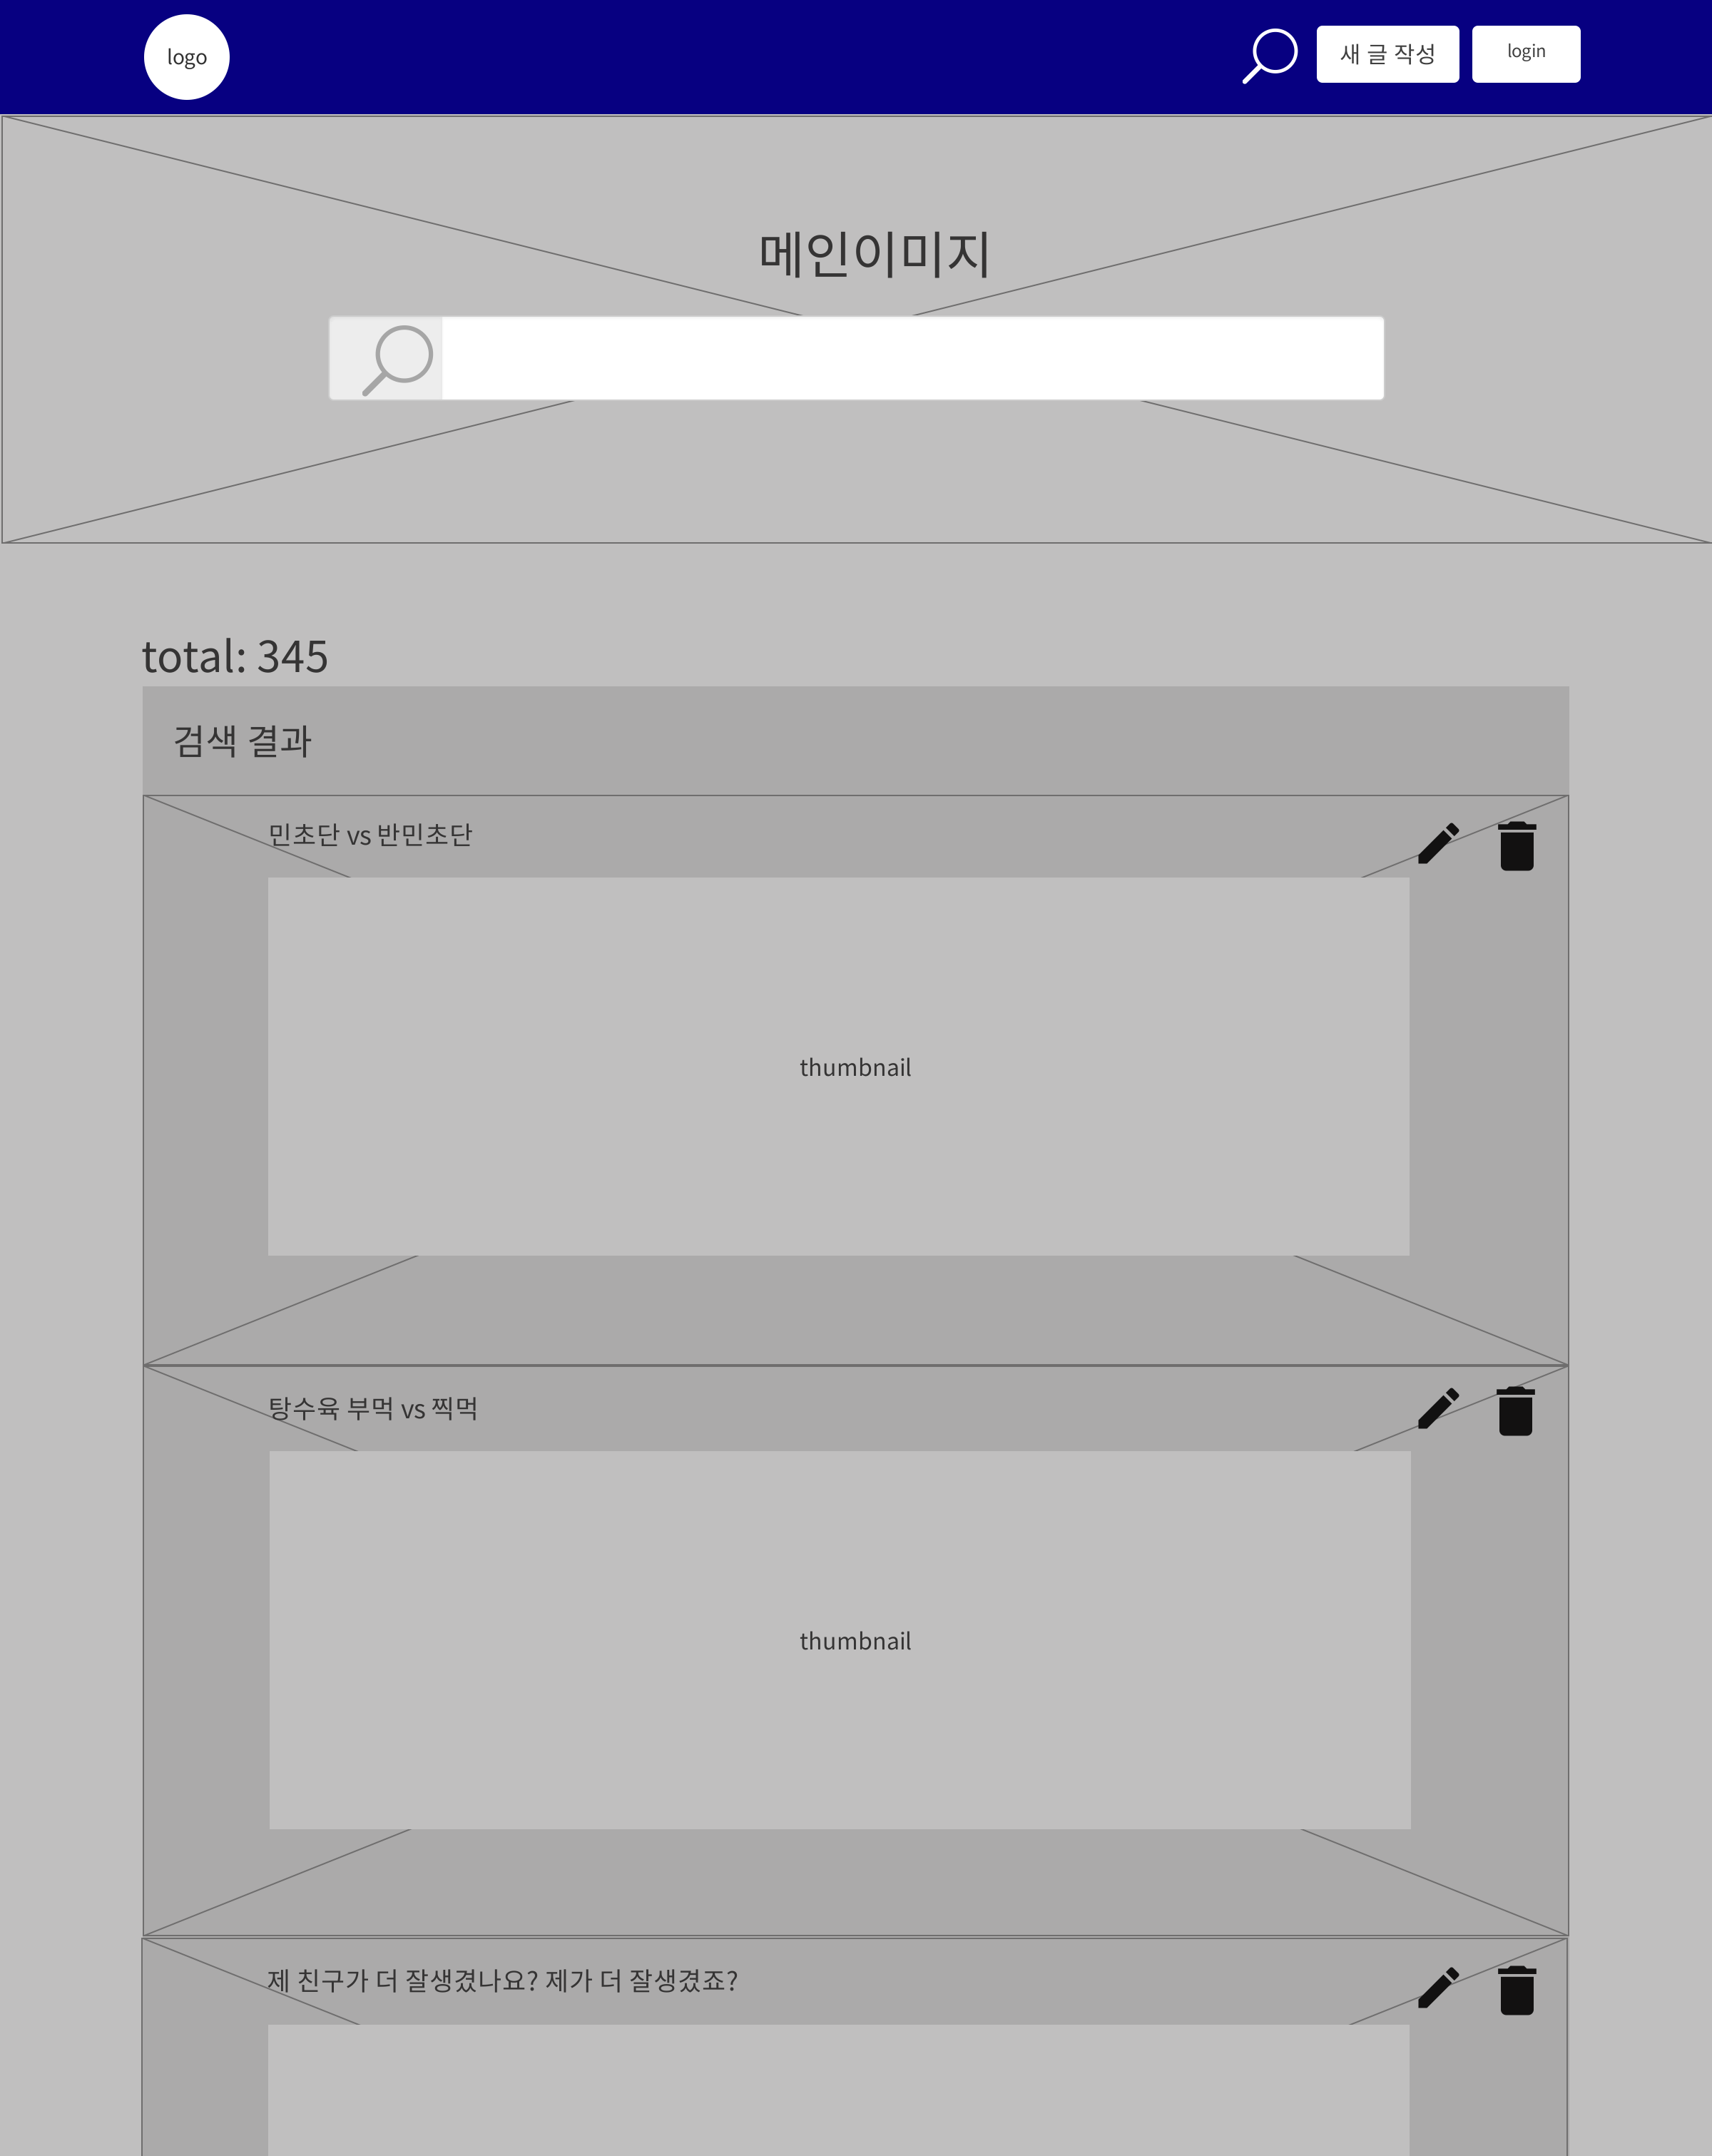 logo
새 글 작성
login
메인이미지
total: 345
검색 결과
민초단 vs 반민초단
thumbnail
탕수육 부먹 vs 찍먹
thumbnail
제 친구가 더 잘생겼나요? 제가 더 잘생겼죠?